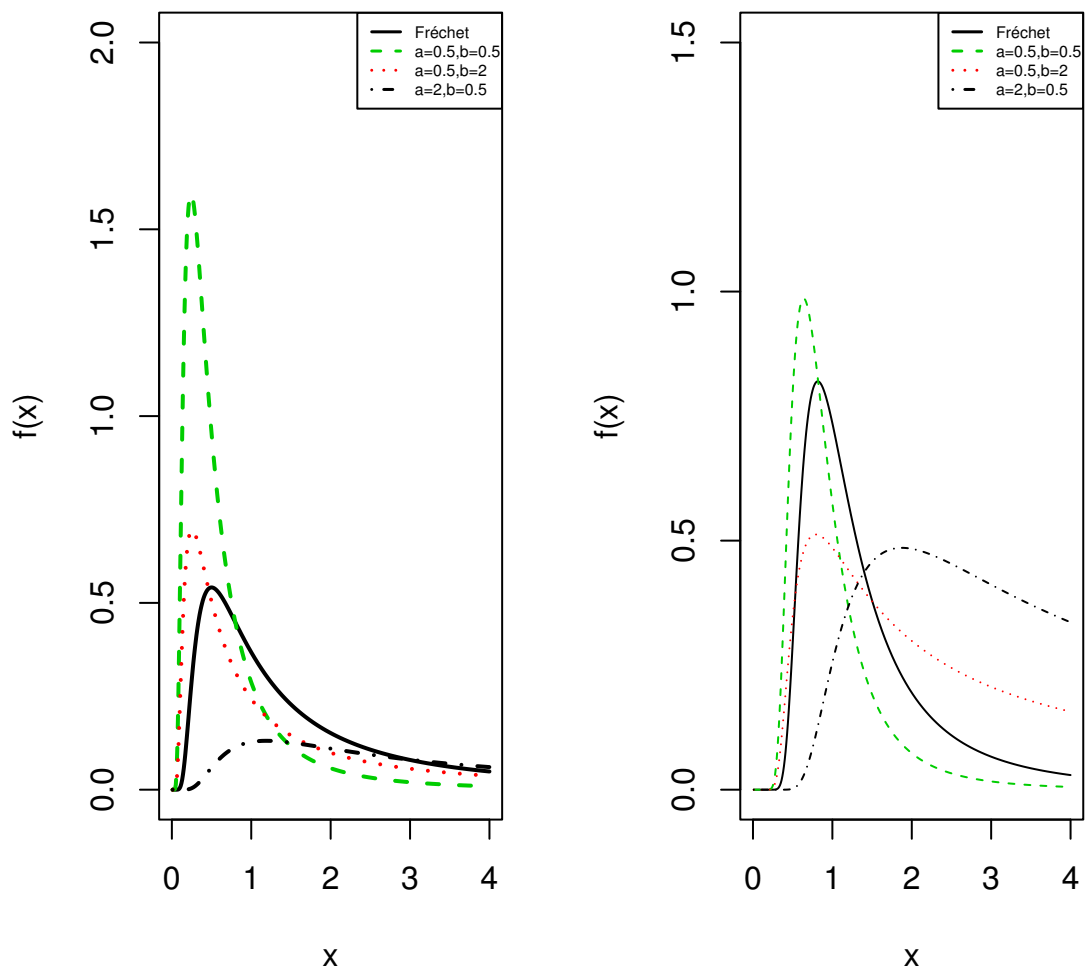 Fréchet
a=0.5,b=0.5
a=0.5,b=2
a=2,b=0.5
2.0
1.5
1.0
0.5
0.0
f(x)
0 1 2 3 4
x
Fréchet
a=0.5,b=0.5
a=0.5,b=2
a=2,b=0.5
1.5
1.0
0.5
0.0
f(x)
0 1 2 3 4
x